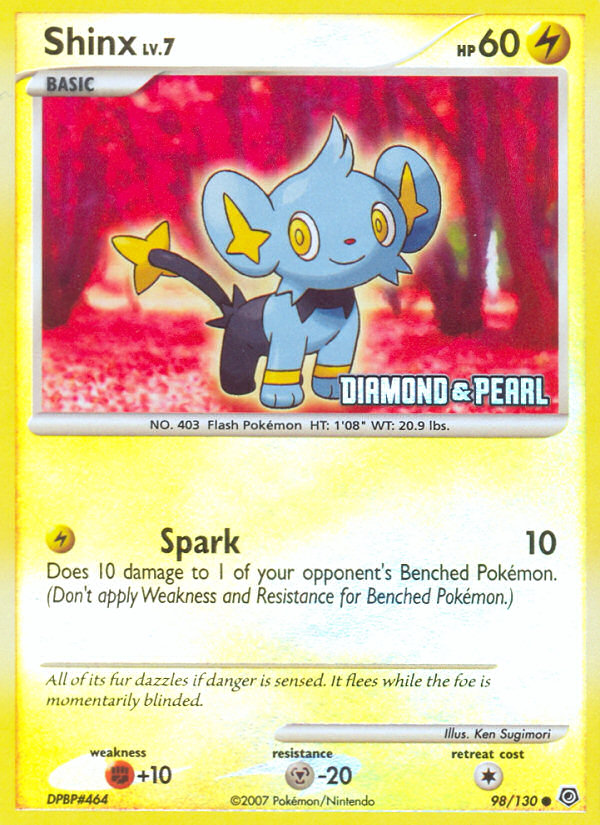 Shinx LV.7 HP 60
BASIC
DIAMOND & PEARL
NO. 403 Flash Pokémon HT: 1'08" WT: 20.9 lbs.
Spark 10
Does 10 damage to 1 of your opponent's Benched Pokémon.
(Don't apply Weakness and Resistance for Benched Pokémon.)
All of its fur dazzles if danger is sensed. It flees while the foe is
momentarily blinded.
Illus. Ken Sugimori
weakness resistance retreat cost
+10 -20
DPBP#464 ©2007 Pokémon/Nintendo 98/130